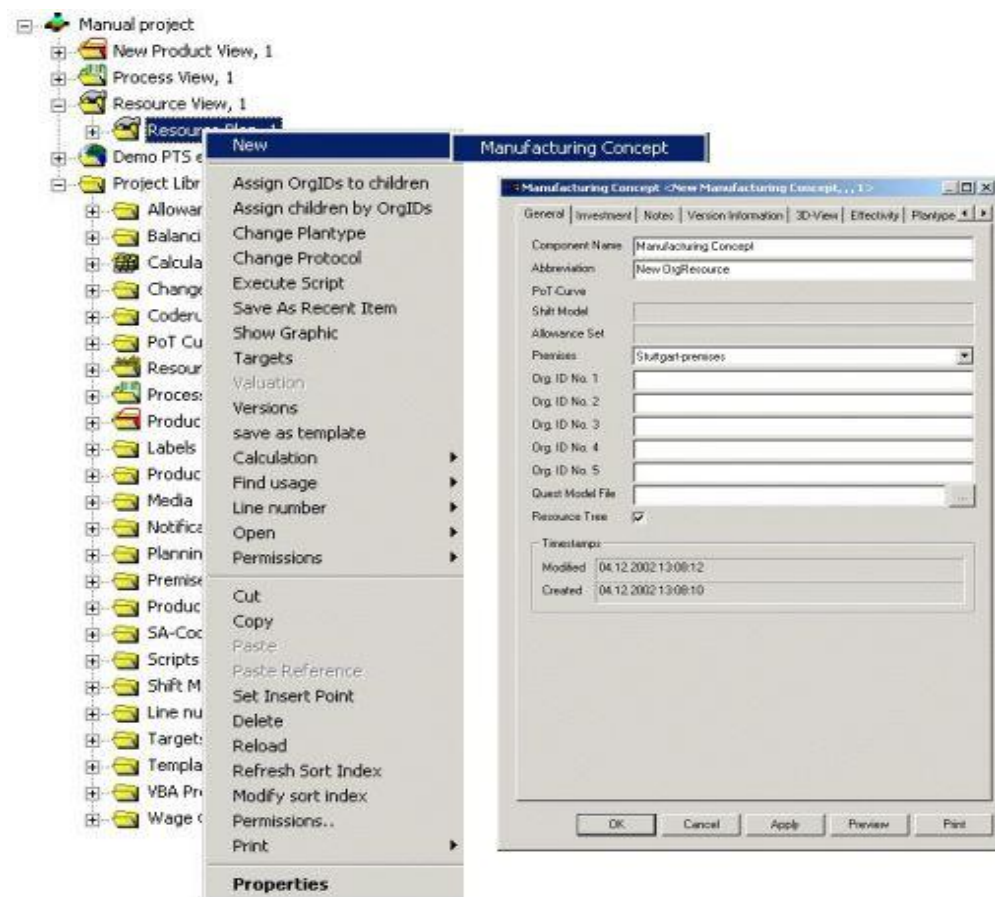 Manual project
New Product View, 1
Process View, 1
Resource View, 1
Resource Plan, 1
Demo PTS e
Project Libr
Allowar
Balanci
Calcula
Change
Coderu
PoT Cu
Resour
Proces
Produc
Labels
Produc
Media
Notifica
Plannin
Premise
Produc
SA-Coc
Scripts
Shift M
Line nu
Target
Templa
VBA Pr
Wage
New
Assign OrgIDs to children
Assign children by OrgIDs
Change Plantype
Change Protocol
Execute Script
Save As Recent Item
Show Graphic
Targets
Valuation
Versions
save as template
Calculation
Find usage
Line number
Open
Permissions
Cut
Copy
Paste
Paste Reference
Set Insert Point
Delete
Reload
Refresh Sort Index
Modify sort index
Permissions..
Print
Properties
Manufacturing Concept
Manufacturing Concept <New Manufacturing Concept, , , 1>
General Investment Notes Version Information 3D-View Effectivity Plantype
Component Name Manufacturing Concept
Abbreviation New OrgResource
PoT-Curve
Shift Model
Allowance Set
Premises Stuttgart-premises
Org. ID No. 1
Org. ID No. 2
Org. ID No. 3
Org. ID No. 4
Org. ID No. 5
Quest Model File ...
Resource Tree
Timestamps
Modified 04.12.2002 13:08:12
Created 04.12.2002 13:08:10
OK Cancel Apply Preview Print